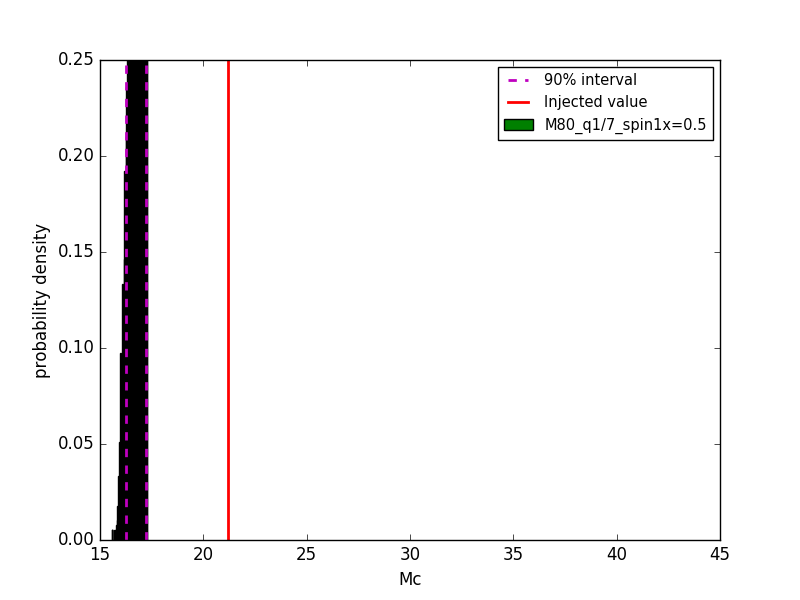 0.25
0.20
0.15
0.10
0.05
0.00
probability density
15
20
25
30
35
40
45
Mc
90% interval
Injected value
M80_q1/7_spin1x=0.5